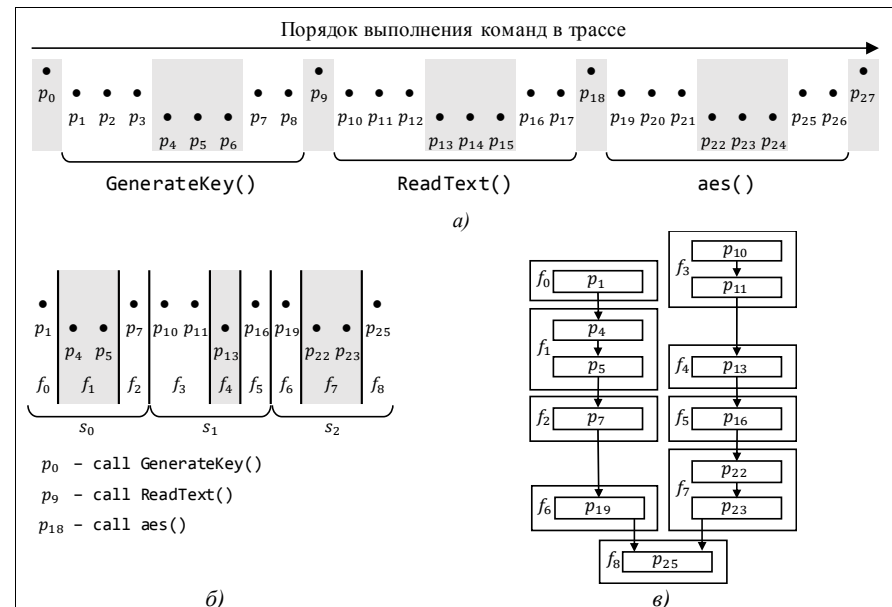 Порядок выполнения команд в трассе
p0 p9 p18 p27
p1 p2 p3 p7 p8 p10 p11 p12 p16 p17 p19 p20 p21 p25 p26
p4 p5 p6 p13 p14 p15 p22 p23 p24
GenerateKey() ReadText() aes()
а)
p1 p7 p10 p11 p16 p19 p25
p4 p5 p13 p22 p23
f0 f1 f2 f3 f4 f5 f6 f7 f8
s0 s1 s2
p0 – call GenerateKey()
p9 – call ReadText()
p18 – call aes()
б)
f0 p1
f1 p4
p5
f2 p7
f6 p19
f3 p10
p11
f4 p13
f5 p16
f7 p22
p23
f8 p25
в)